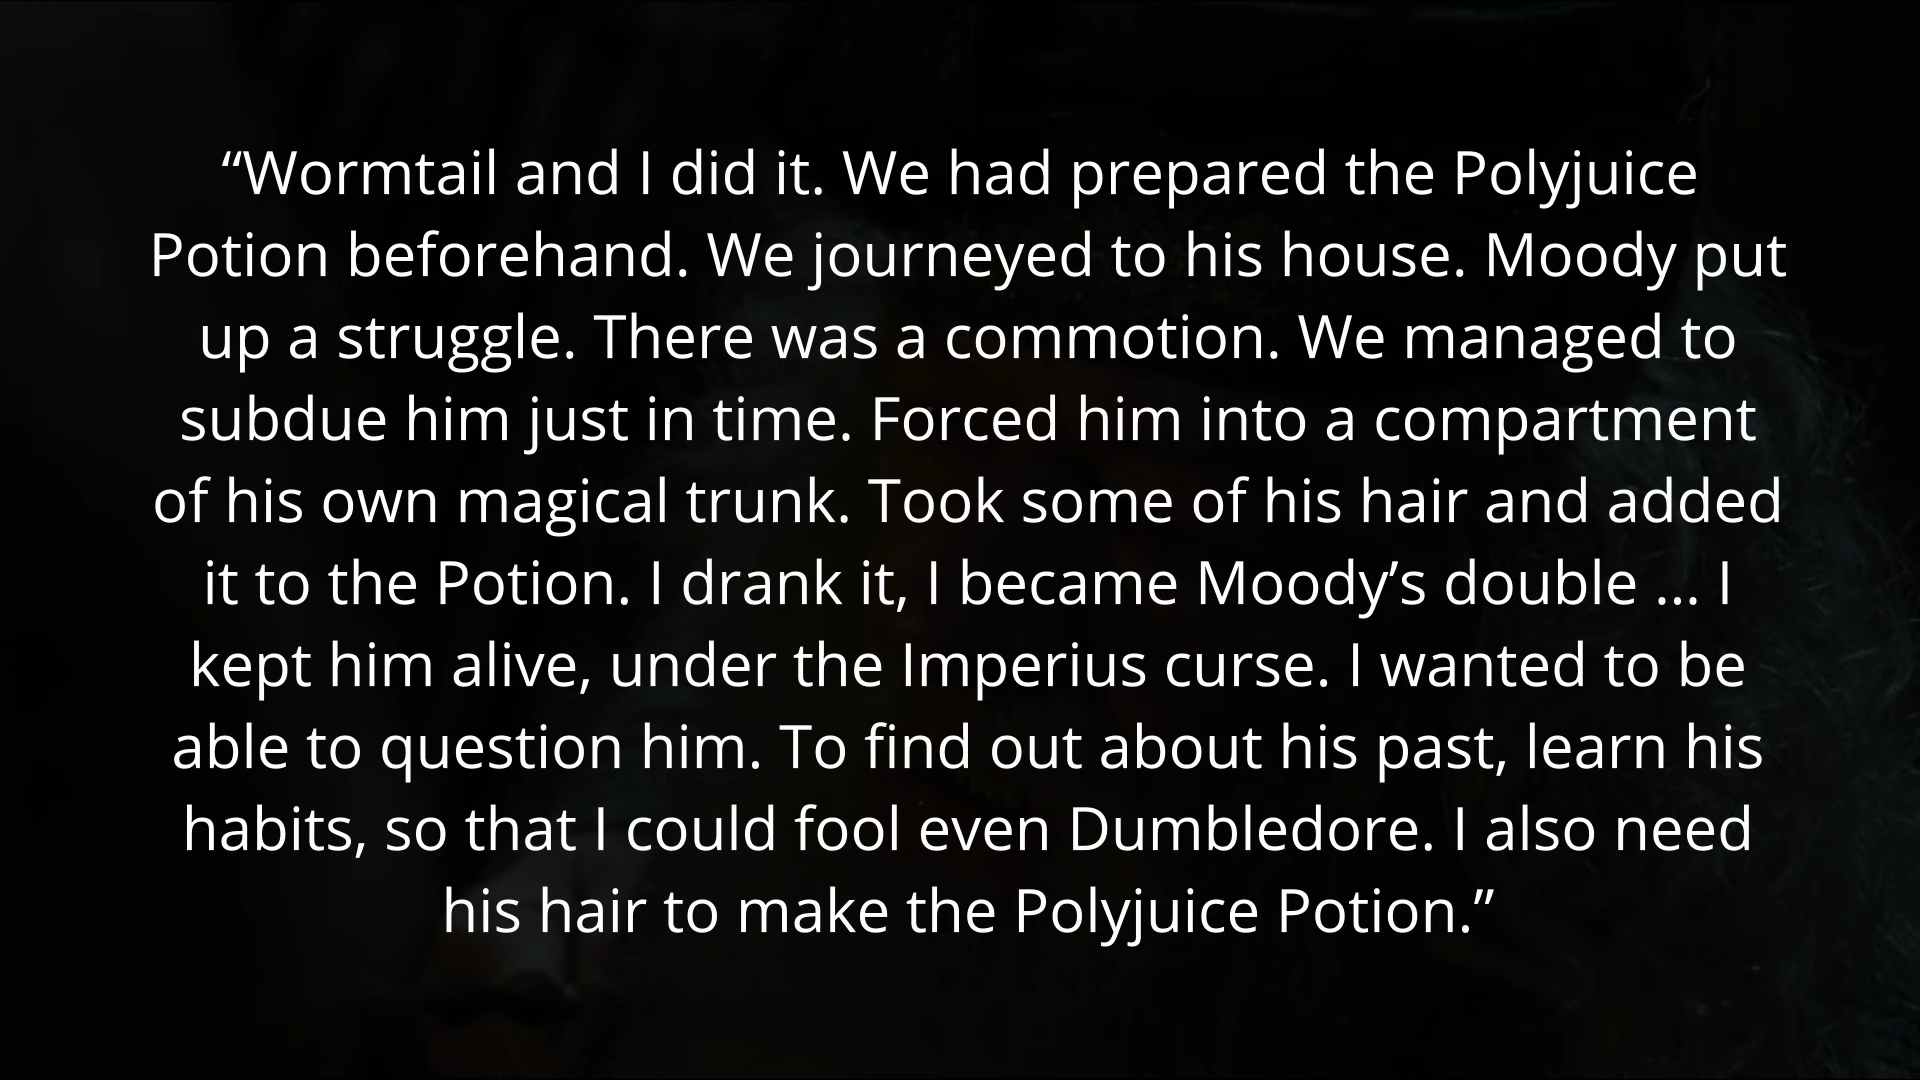 “Wormtail and I did it. We had prepared the Polyjuice
Potion beforehand. We journeyed to his house. Moody put
up a struggle. There was a commotion. We managed to
subdue him just in time. Forced him into a compartment
of his own magical trunk. Took some of his hair and added
it to the Potion. I drank it, I became Moody’s double ... I
kept him alive, under the Imperius curse. I wanted to be
able to question him. To find out about his past, learn his
habits, so that I could fool even Dumbledore. I also need
his hair to make the Polyjuice Potion.”